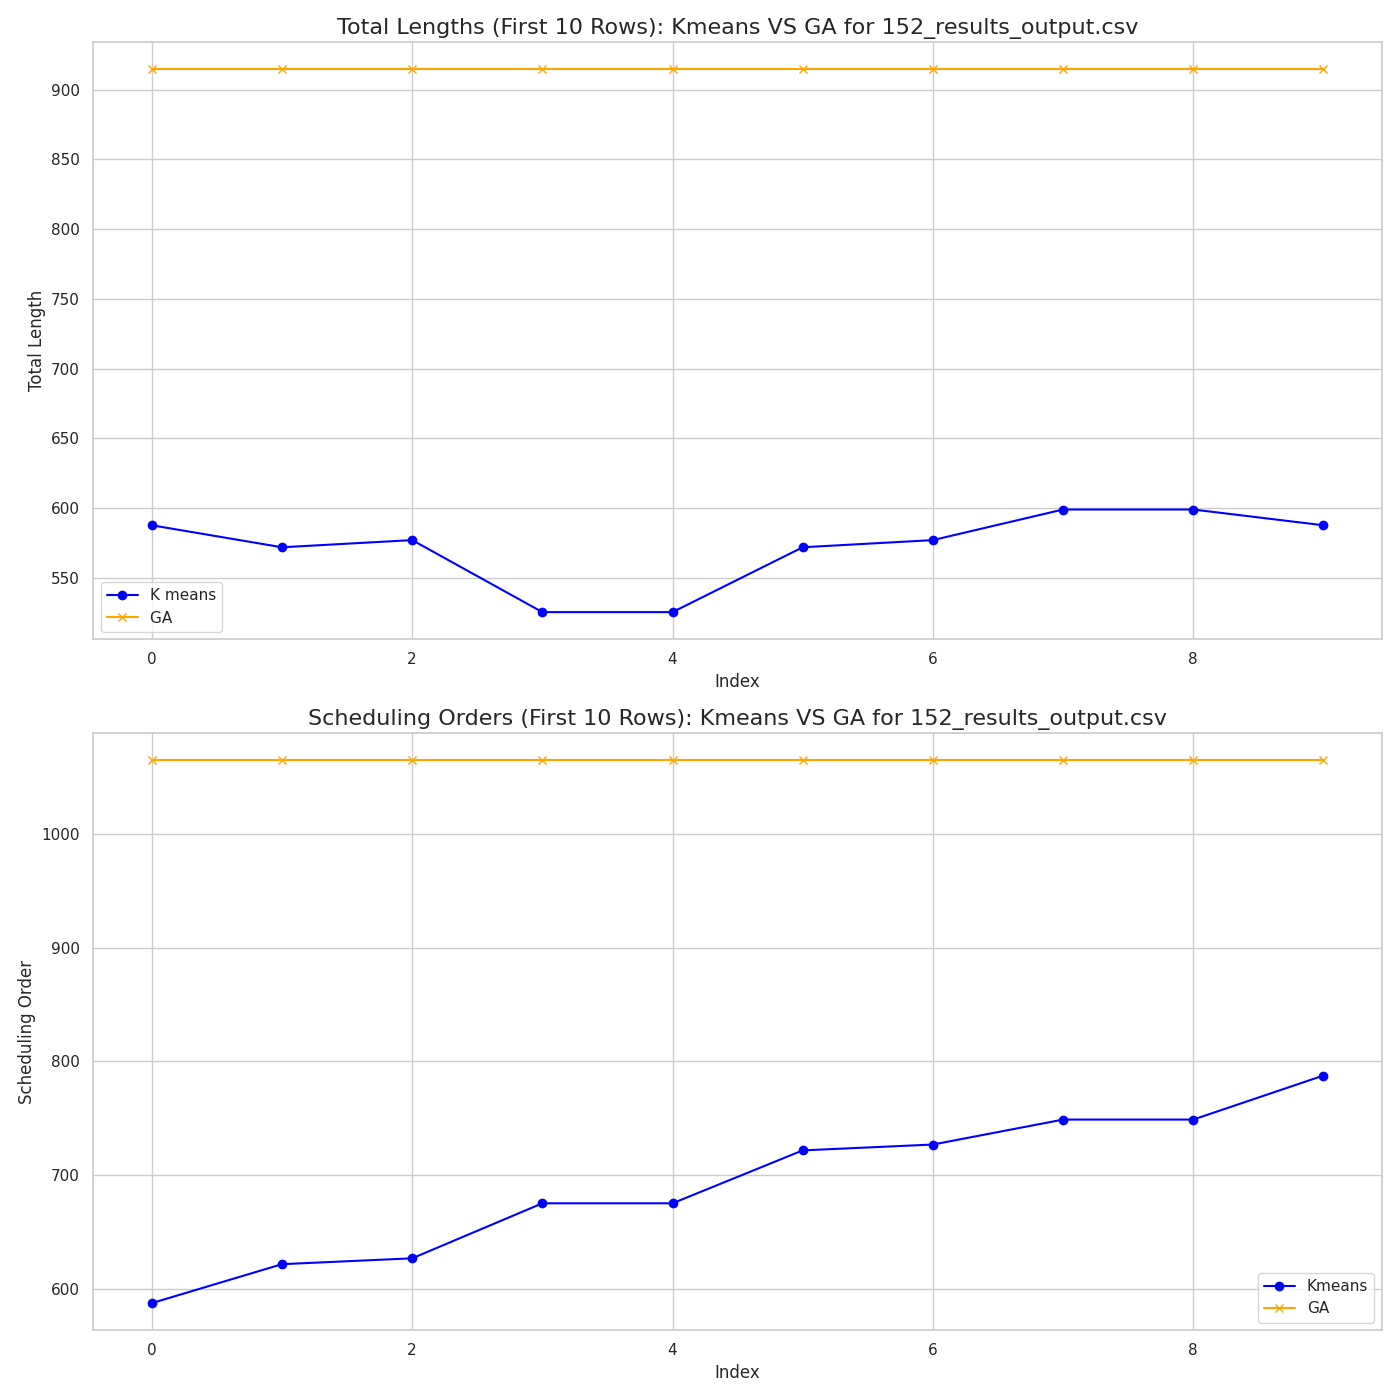 Total Lengths (First 10 Rows): Kmeans VS GA for 152_results_output.csv
900
850
800
750
700
650
600
550
Total Length
K means
GA
0 2 4 6 8
Index
Scheduling Orders (First 10 Rows): Kmeans VS GA for 152_results_output.csv
1000
900
800
700
600
Scheduling Order
Kmeans
GA
0 2 4 6 8
Index